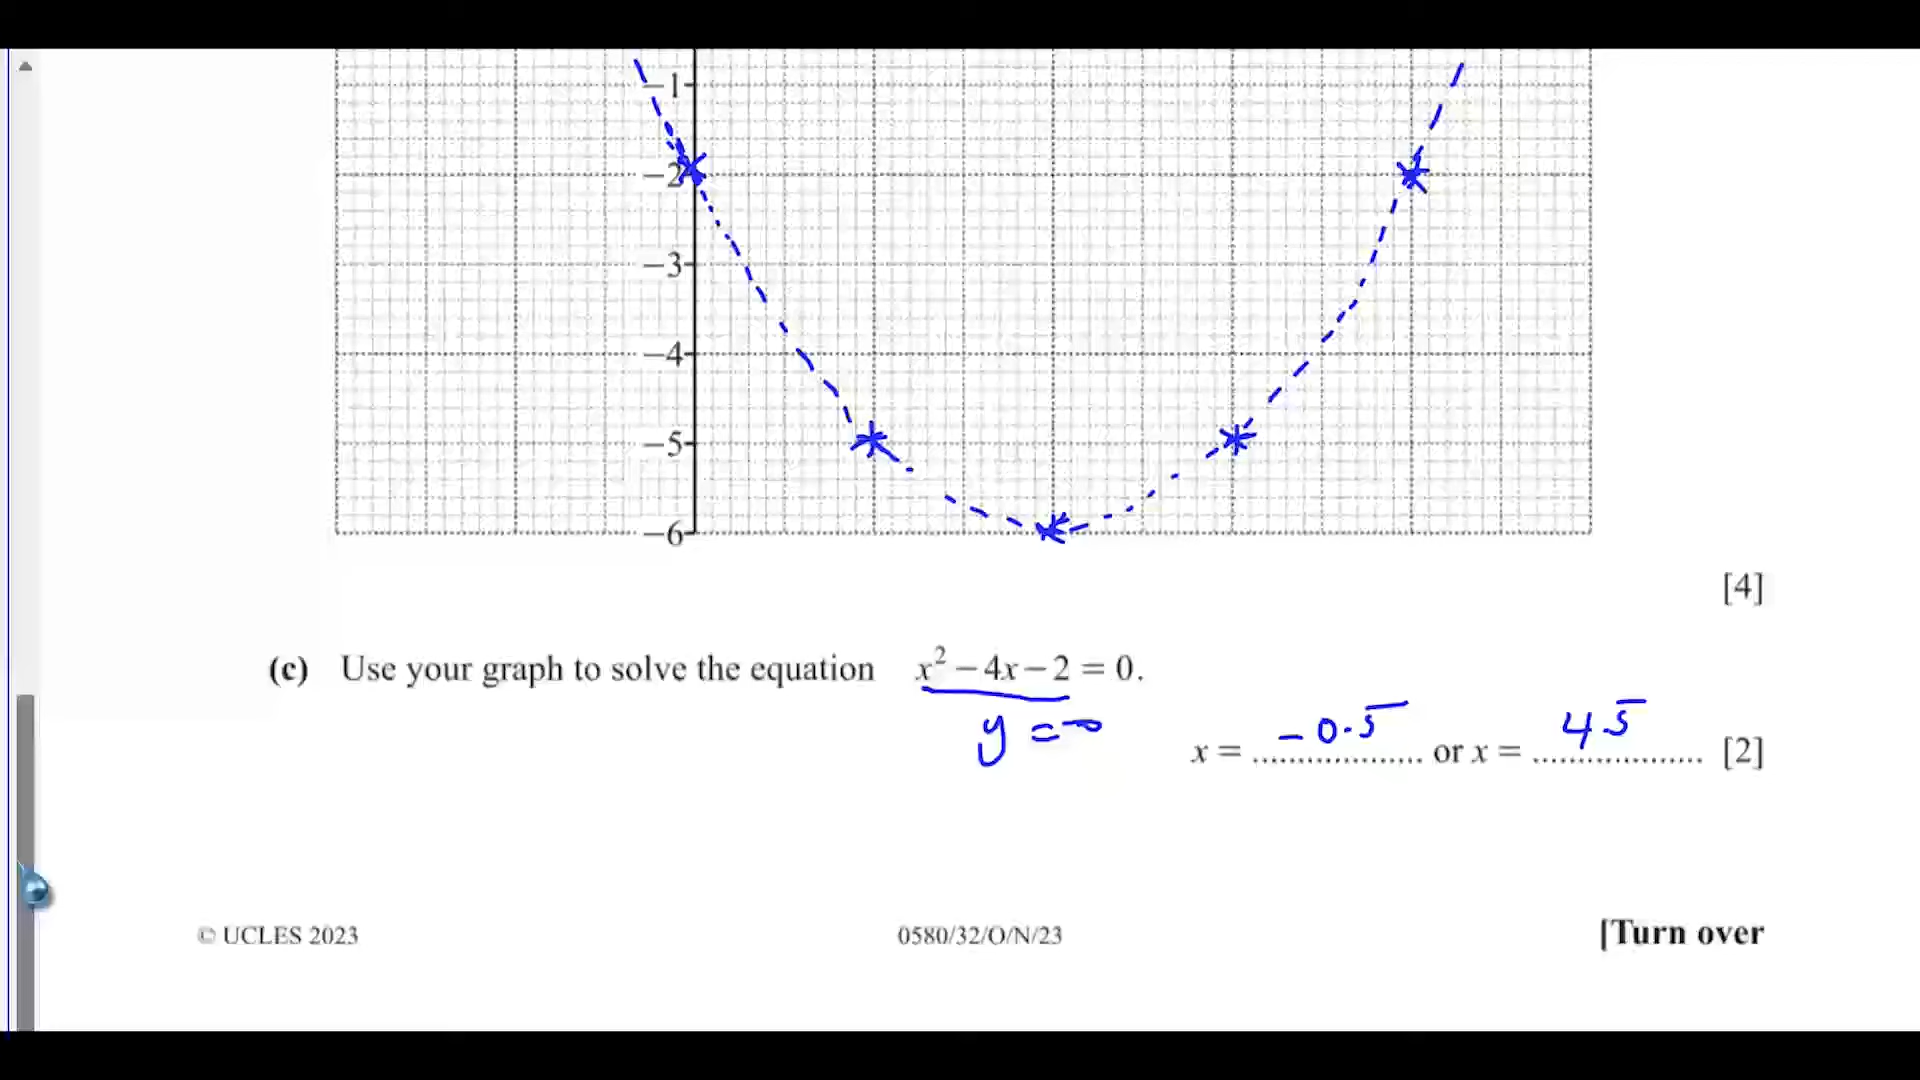 −1
−2
−3
−4
−5
−6
[4]
(c) Use your graph to solve the equation x² − 4x − 2 = 0.
y = 0
x = −0.5 or x = 4.5 [2]
© UCLES 2023 0580/32/O/N/23 [Turn over